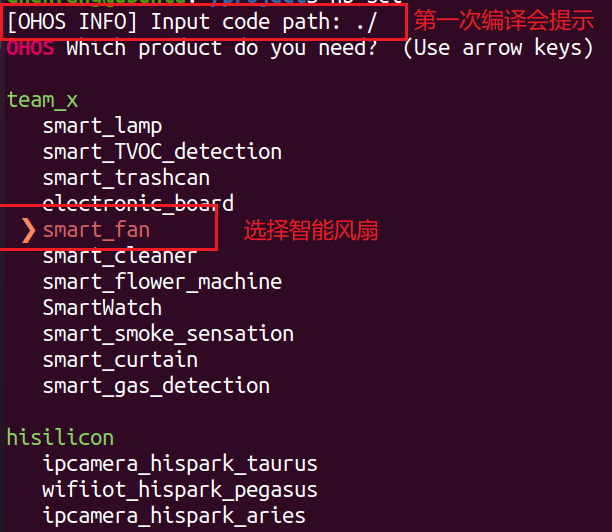 [OHOS INFO] Input code path: ./
第一次编译会提示
OHOS Which product do you need? (Use arrow keys)
team_x
smart_lamp
smart_TVOC_detection
smart_trashcan
electronic_board
❯ smart_fan
选择智能风扇
smart_cleaner
smart_flower_machine
SmartWatch
smart_smoke_sensation
smart_curtain
smart_gas_detection
hisilicon
ipcamera_hispark_taurus
wifiiot_hispark_pegasus
ipcamera_hispark_aries